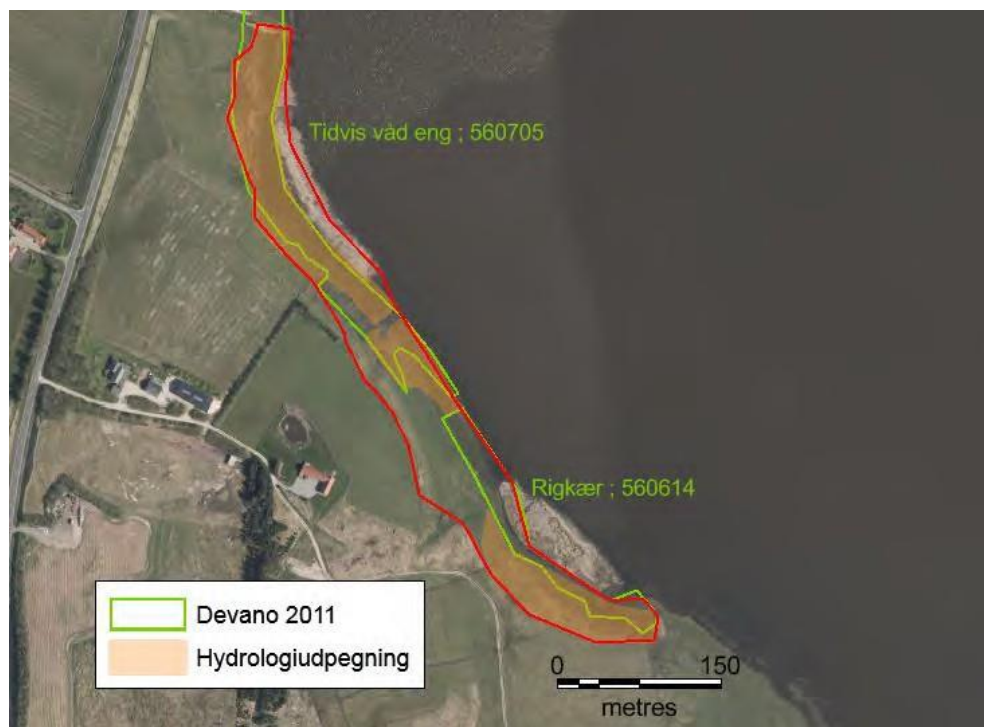 Tidvis våd eng ; 560705
Rigkær ; 560614
Devano 2011
Hydrologiudpegning
0 150
metres